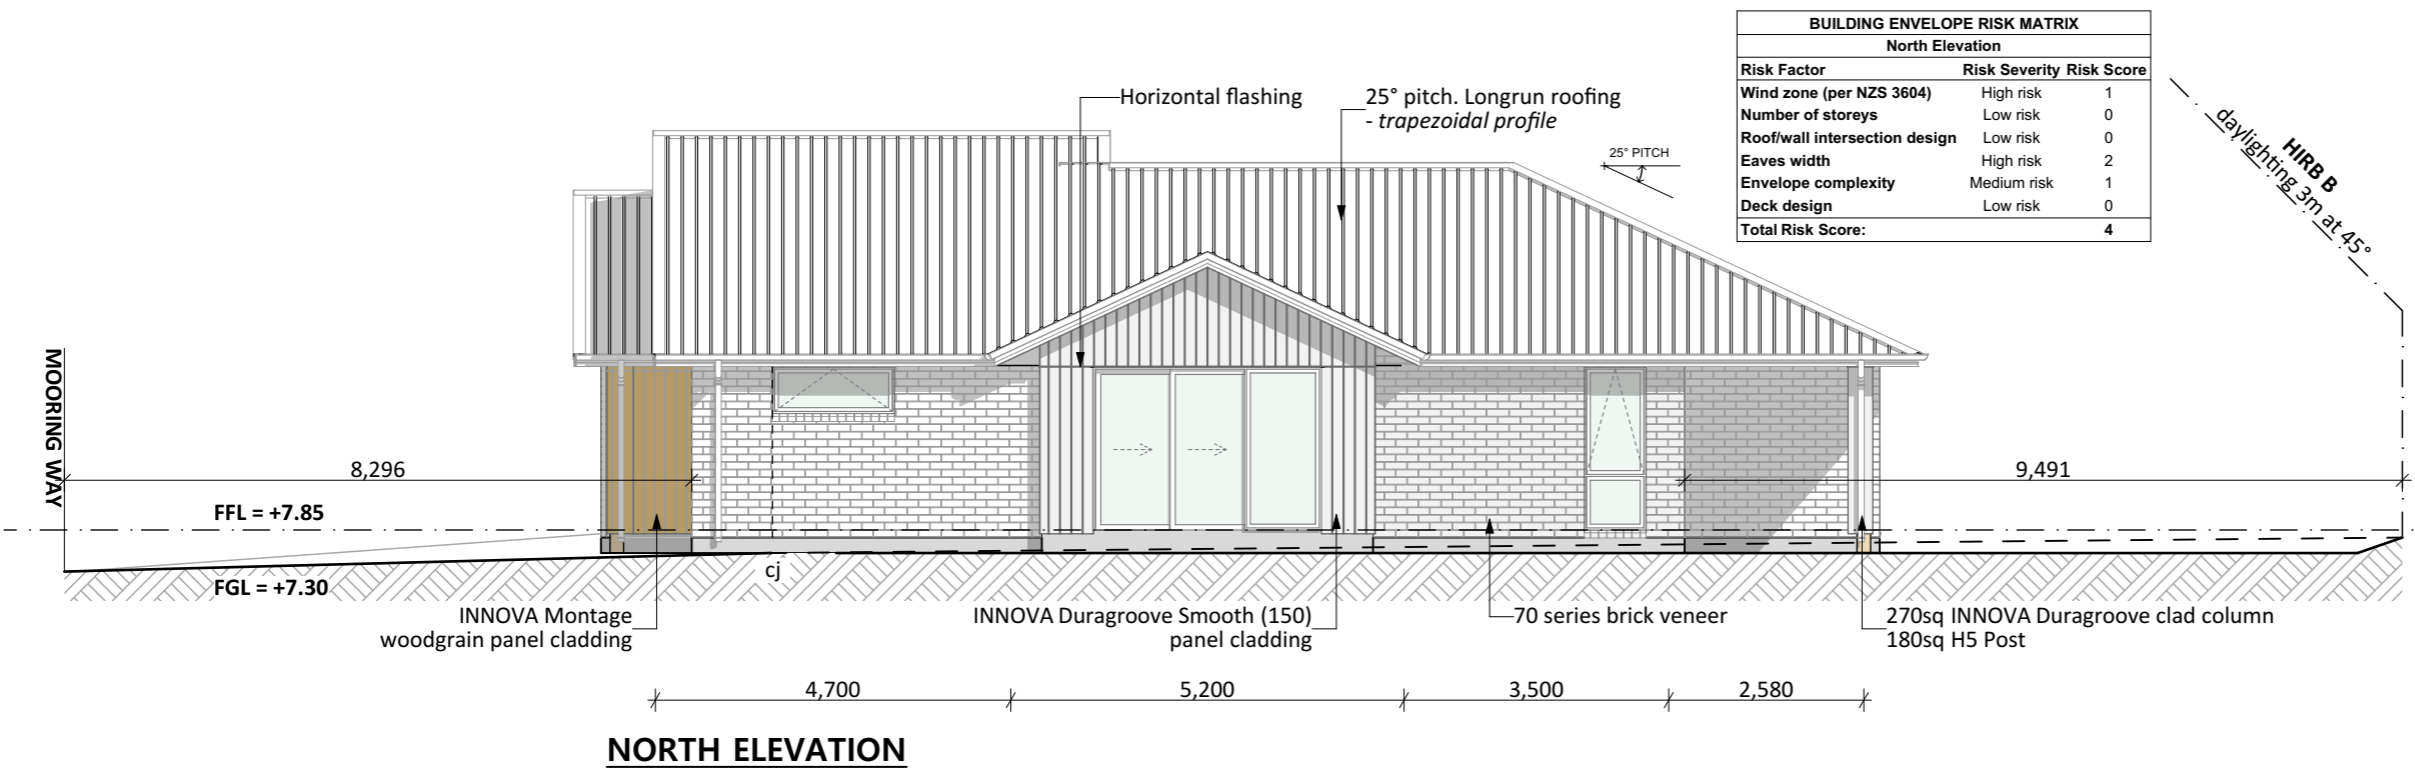 BUILDING ENVELOPE RISK MATRIX
North Elevation
Risk Factor Risk Severity Risk Score
Wind zone (per NZS 3604) High risk 1
Number of storeys Low risk 0
Roof/wall intersection design Low risk 0
Eaves width High risk 2
Envelope complexity Medium risk 1
Deck design Low risk 0
Total Risk Score: 4
Horizontal flashing
25° pitch. Longrun roofing
- trapezoidal profile
25° PITCH
HIRB B
daylighting 3m at 45°
MOORING WAY
8,296
9,491
FFL = +7.85
FGL = +7.30
cj
INNOVA Montage
woodgrain panel cladding
INNOVA Duragroove Smooth (150)
panel cladding
70 series brick veneer
270sq INNOVA Duragroove clad column
180sq H5 Post
4,700
5,200
3,500
2,580
NORTH ELEVATION